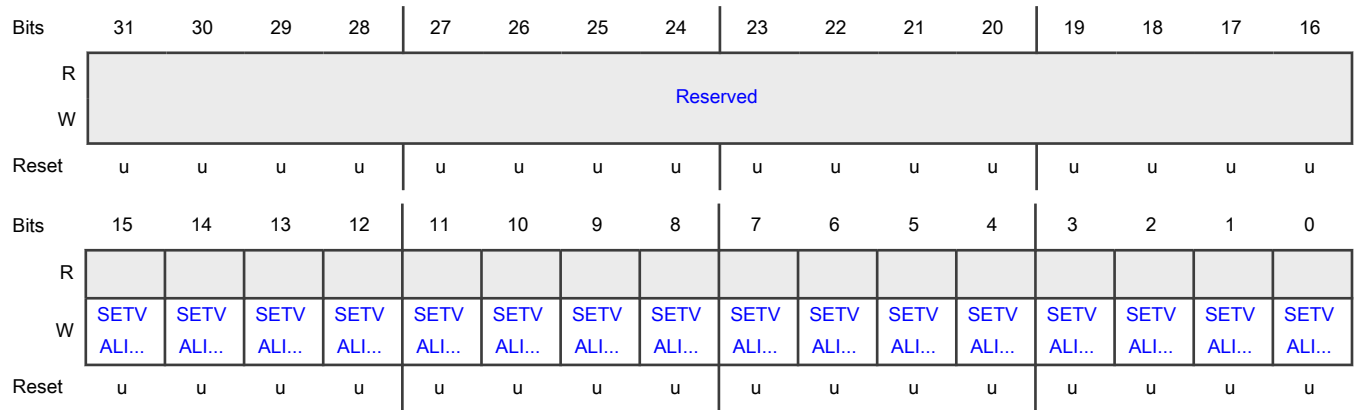 Bits 31 30 29 28 27 26 25 24 23 22 21 20 19 18 17 16
R
Reserved
W
Reset u u u u u u u u u u u u u u u u
Bits 15 14 13 12 11 10 9 8 7 6 5 4 3 2 1 0
R
SETV SETV SETV SETV SETV SETV SETV SETV SETV SETV SETV SETV SETV SETV SETV SETV
W
ALI... ALI... ALI... ALI... ALI... ALI... ALI... ALI... ALI... ALI... ALI... ALI... ALI... ALI... ALI... ALI...
Reset u u u u u u u u u u u u u u u u